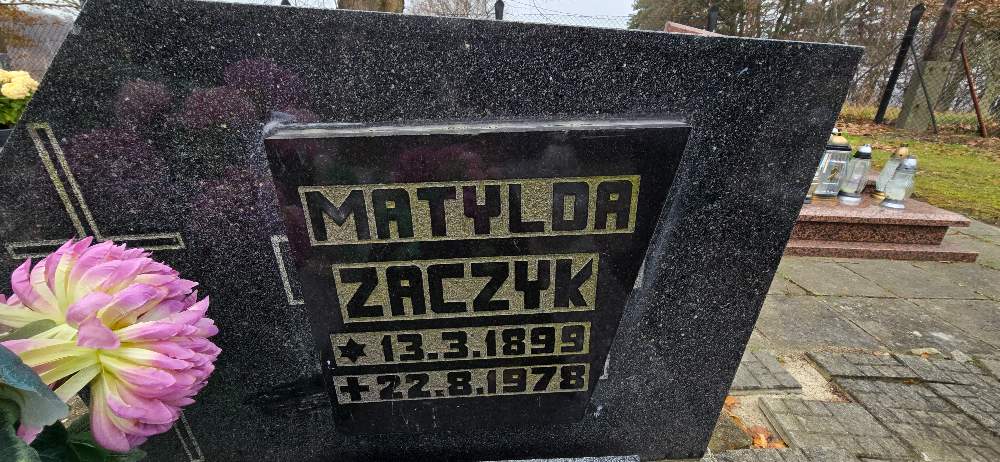 MATYLDA
ZACZYK
* 13.3.1899
+ 22.8.1978